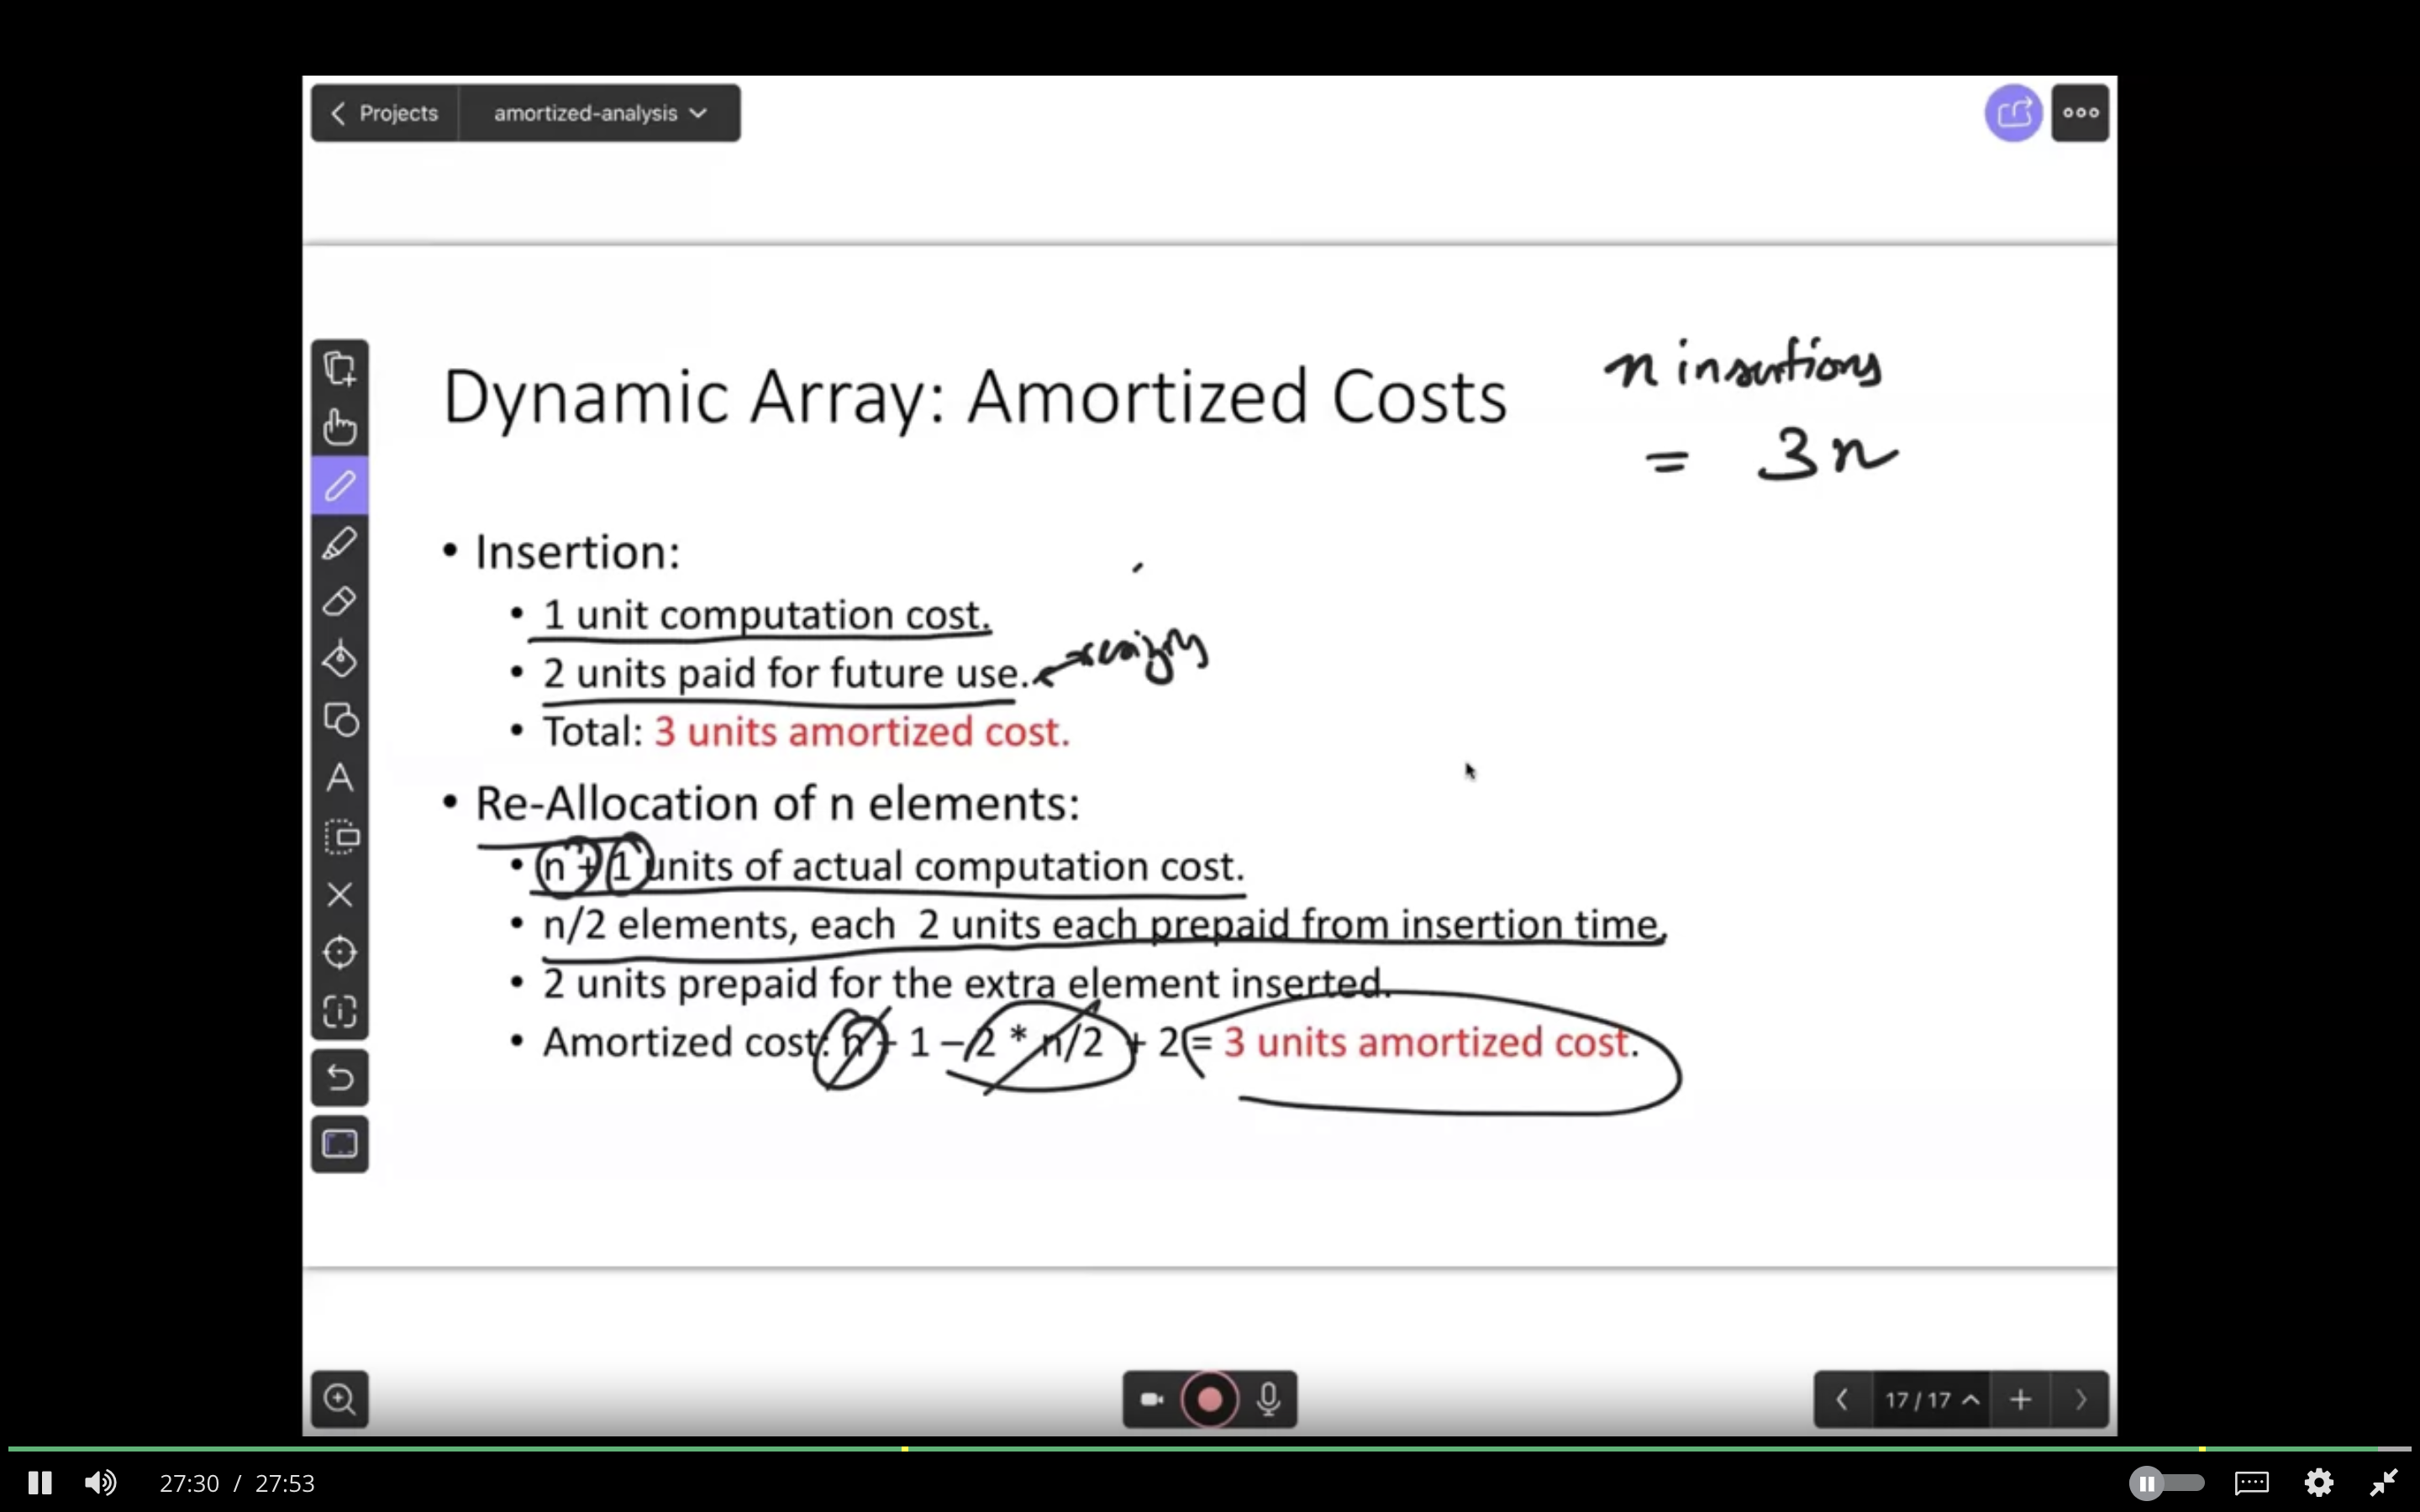 Projects
amortized-analysis
Dynamic Array: Amortized Costs
n insertions
= 3n
• Insertion:
• 1 unit computation cost.
• 2 units paid for future use.
• Total: 3 units amortized cost.
• Re-Allocation of n elements:
• n + 1 units of actual computation cost.
• n/2 elements, each 2 units each prepaid from insertion time.
• 2 units prepaid for the extra element inserted.
• Amortized cost: n + 1 – 2 * n/2 + 2 = 3 units amortized cost.
17 / 17
27:30 / 27:53